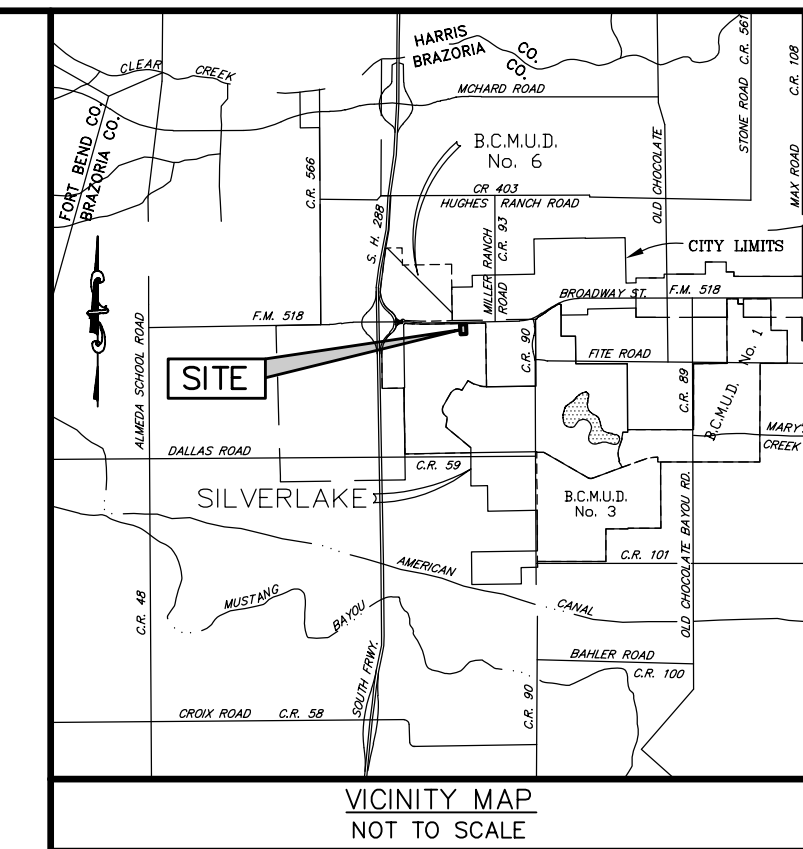 HARRIS CO.
BRAZORIA CO.
CLEAR CREEK
MCHARD ROAD
FORT BEND CO.
BRAZORIA CO.
C.R. 566
S. H. 288
B.C.M.U.D.
No. 6
CR 403
HUGHES RANCH ROAD
MILLER RANCH
ROAD C.R. 93
OLD CHOCOLATE
STONE ROAD C.R. 561
C.R. 108
MAX ROAD
CITY LIMITS
BROADWAY ST. F.M. 518
F.M. 518
ALMEDA SCHOOL ROAD
SITE
C.R. 90
FITE ROAD
C.R. 89
B.C.M.U.D. No. 1
MARY'S
CREEK
DALLAS ROAD
C.R. 59
SILVERLAKE
B.C.M.U.D.
No. 3
OLD CHOCOLATE BAYOU RD.
C.R. 101
AMERICAN CANAL
MUSTANG BAYOU
C.R. 48
SOUTH FRWY.
BAHLER ROAD
C.R. 100
C.R. 90
CROIX ROAD C.R. 58
VICINITY MAP
NOT TO SCALE